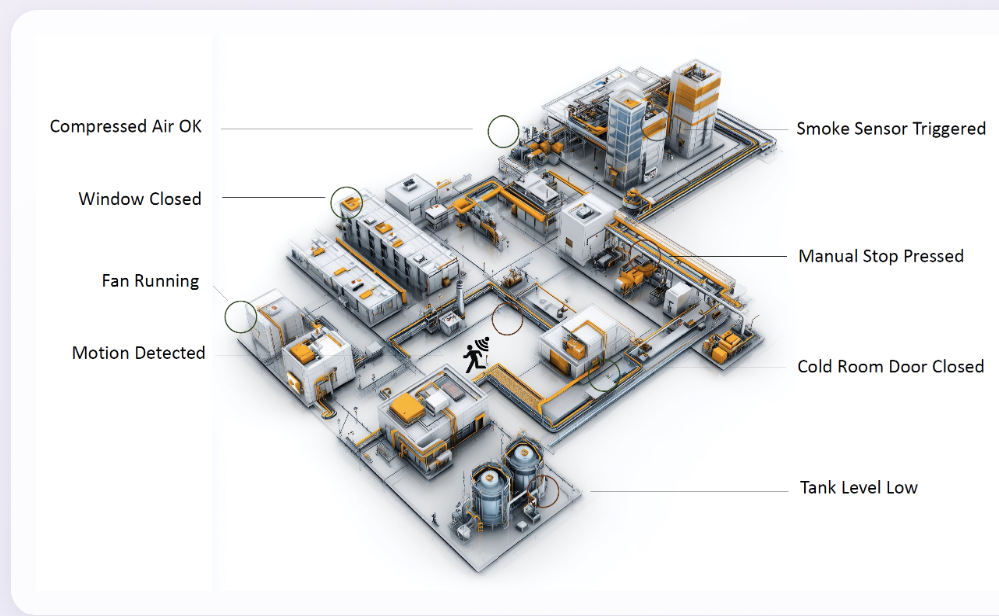 Compressed Air OK
Smoke Sensor Triggered
Window Closed
Manual Stop Pressed
Fan Running
Motion Detected
Cold Room Door Closed
Tank Level Low